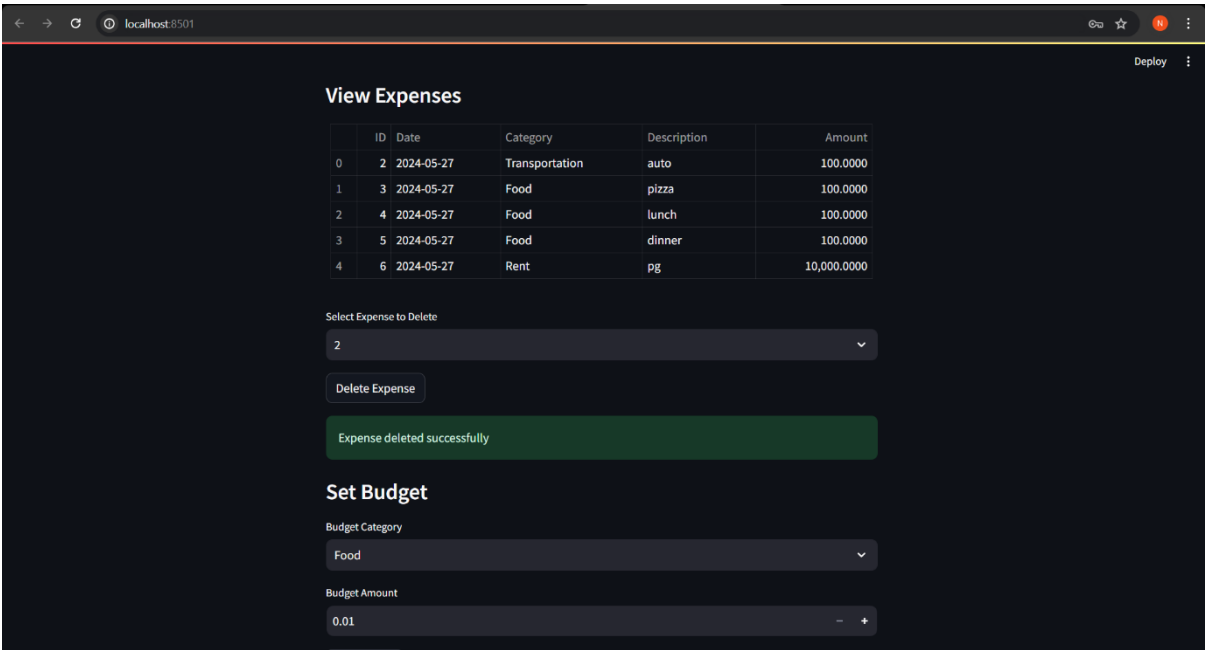 localhost:8501
N
Deploy
View Expenses
ID Date Category Description Amount
0 2 2024-05-27 Transportation auto 100.0000
1 3 2024-05-27 Food pizza 100.0000
2 4 2024-05-27 Food lunch 100.0000
3 5 2024-05-27 Food dinner 100.0000
4 6 2024-05-27 Rent pg 10,000.0000
Select Expense to Delete
2
Delete Expense
Expense deleted successfully
Set Budget
Budget Category
Food
Budget Amount
0.01 − +